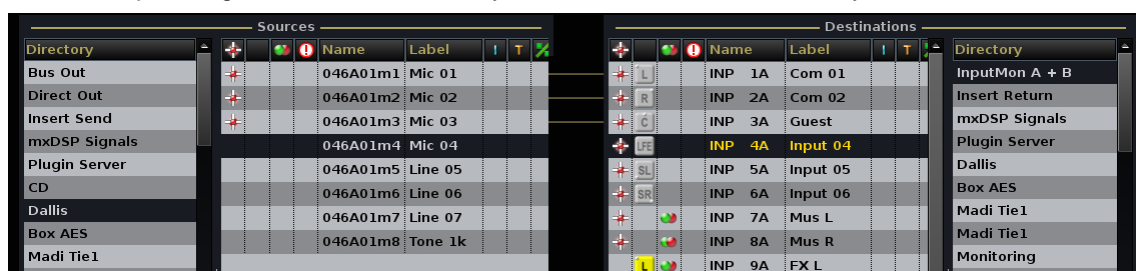 Sources
Destinations
Directory Name Label I T
Name Label I T Directory
Bus Out 046A01m1 Mic 01 L INP 1A Com 01 InputMon A + B
Direct Out 046A01m2 Mic 02 R INP 2A Com 02 Insert Return
Insert Send 046A01m3 Mic 03 C INP 3A Guest mxDSP Signals
mxDSP Signals 046A01m4 Mic 04 LFE INP 4A Input 04 Plugin Server
Plugin Server 046A01m5 Line 05 SL INP 5A Input 05 Dallis
CD 046A01m6 Line 06 SR INP 6A Input 06 Box AES
Dallis 046A01m7 Line 07 INP 7A Mus L Madi Tie1
Box AES 046A01m8 Tone 1k INP 8A Mus R Madi Tie1
Madi Tie1 L INP 9A FX L Monitoring